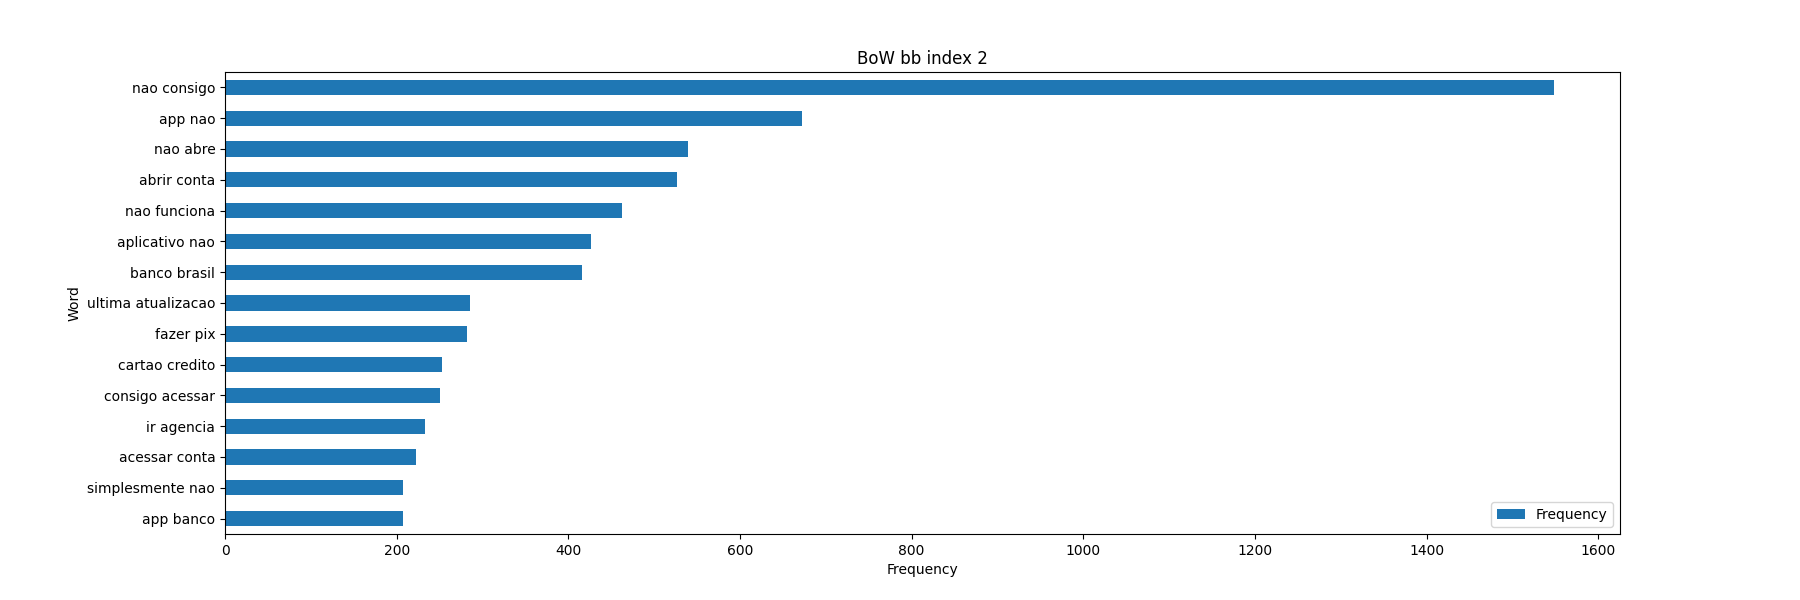 BoW bb index 2
nao consigo
app nao
nao abre
abrir conta
nao funciona
aplicativo nao
banco brasil
ultima atualizacao
fazer pix
cartao credito
consigo acessar
ir agencia
acessar conta
simplesmente nao
app banco
Word
Frequency
0 200 400 600 800 1000 1200 1400 1600
Frequency